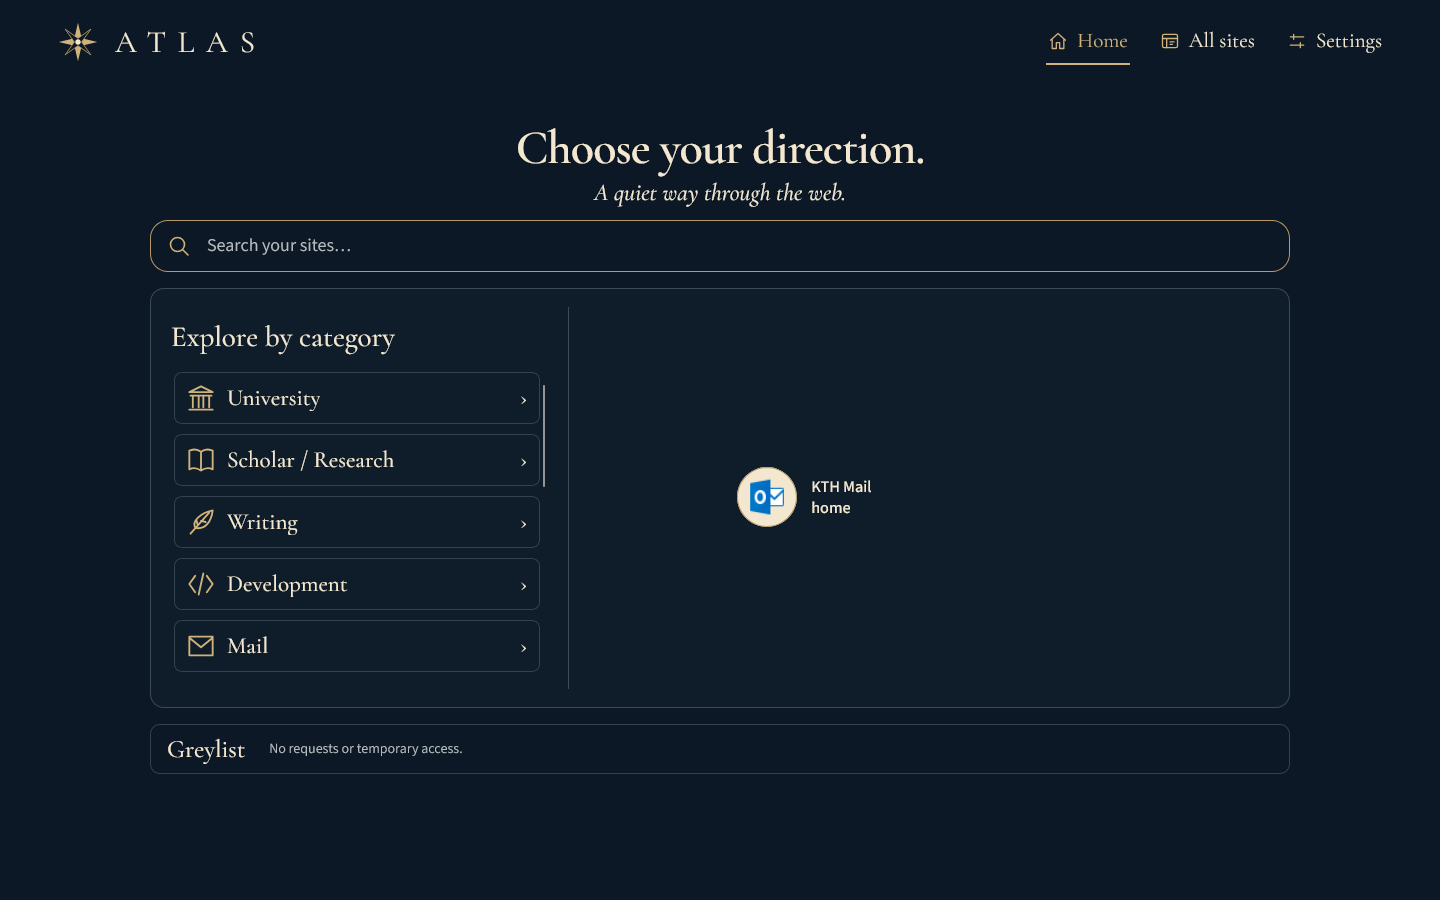 ATLAS
Home
All sites
Settings
Choose your direction.
A quiet way through the web.
Search your sites…
Explore by category
University
Scholar / Research
Writing
Development
Mail
KTH Mail
home
Greylist
No requests or temporary access.